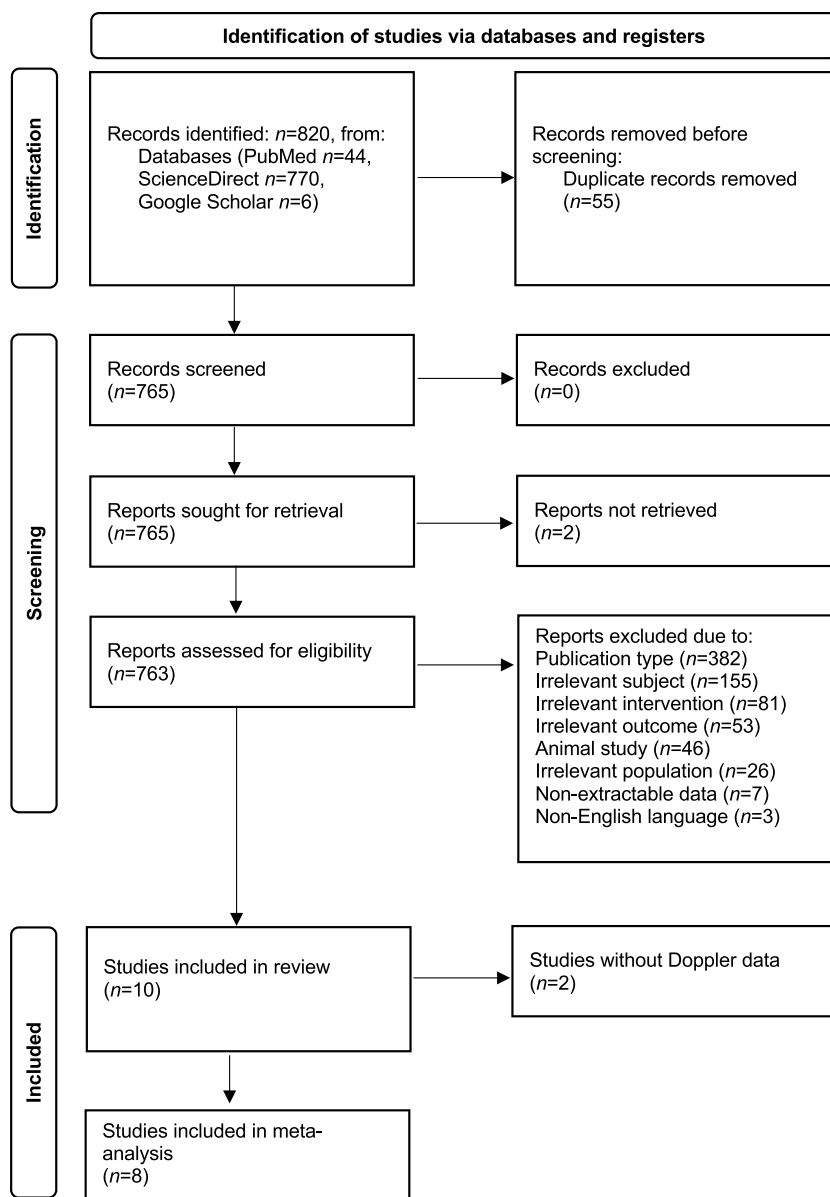 Identification of studies via databases and registers
Identification
Records identified: n=820, from:
Databases (PubMed n=44,
ScienceDirect n=770,
Google Scholar n=6)
Records removed before
screening:
Duplicate records removed
(n=55)
Screening
Records screened
(n=765)
Records excluded
(n=0)
Reports sought for retrieval
(n=765)
Reports not retrieved
(n=2)
Reports assessed for eligibility
(n=763)
Reports excluded due to:
Publication type (n=382)
Irrelevant subject (n=155)
Irrelevant intervention (n=81)
Irrelevant outcome (n=53)
Animal study (n=46)
Irrelevant population (n=26)
Non-extractable data (n=7)
Non-English language (n=3)
Included
Studies included in review
(n=10)
Studies without Doppler data
(n=2)
Studies included in meta-
analysis
(n=8)